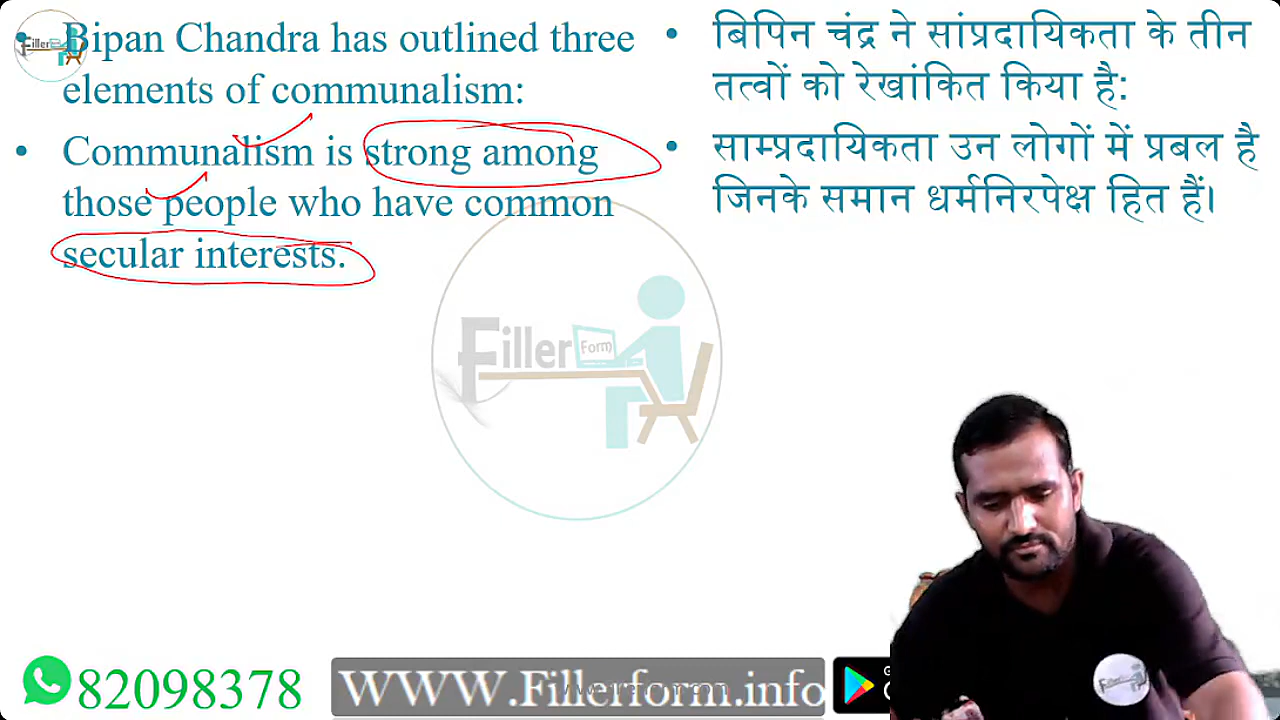 Bipan Chandra has outlined three
elements of communalism:
Communalism is strong among
those people who have common
secular interests.
बिपिन चंद्र ने सांप्रदायिकता के तीन
तत्वों को रेखांकित किया है:
साम्प्रदायिकता उन लोगों में प्रबल है
जिनके समान धर्मनिरपेक्ष हित हैं।
Filler Form
82098378
www.Fillerform.info